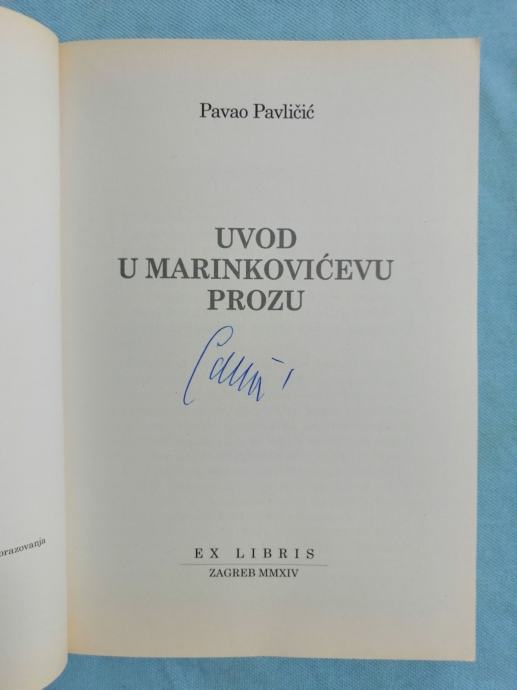 Pavao Pavličić
UVOD
U MARINKOVIĆEVU
PROZU
EX LIBRIS
ZAGREB MMXIV